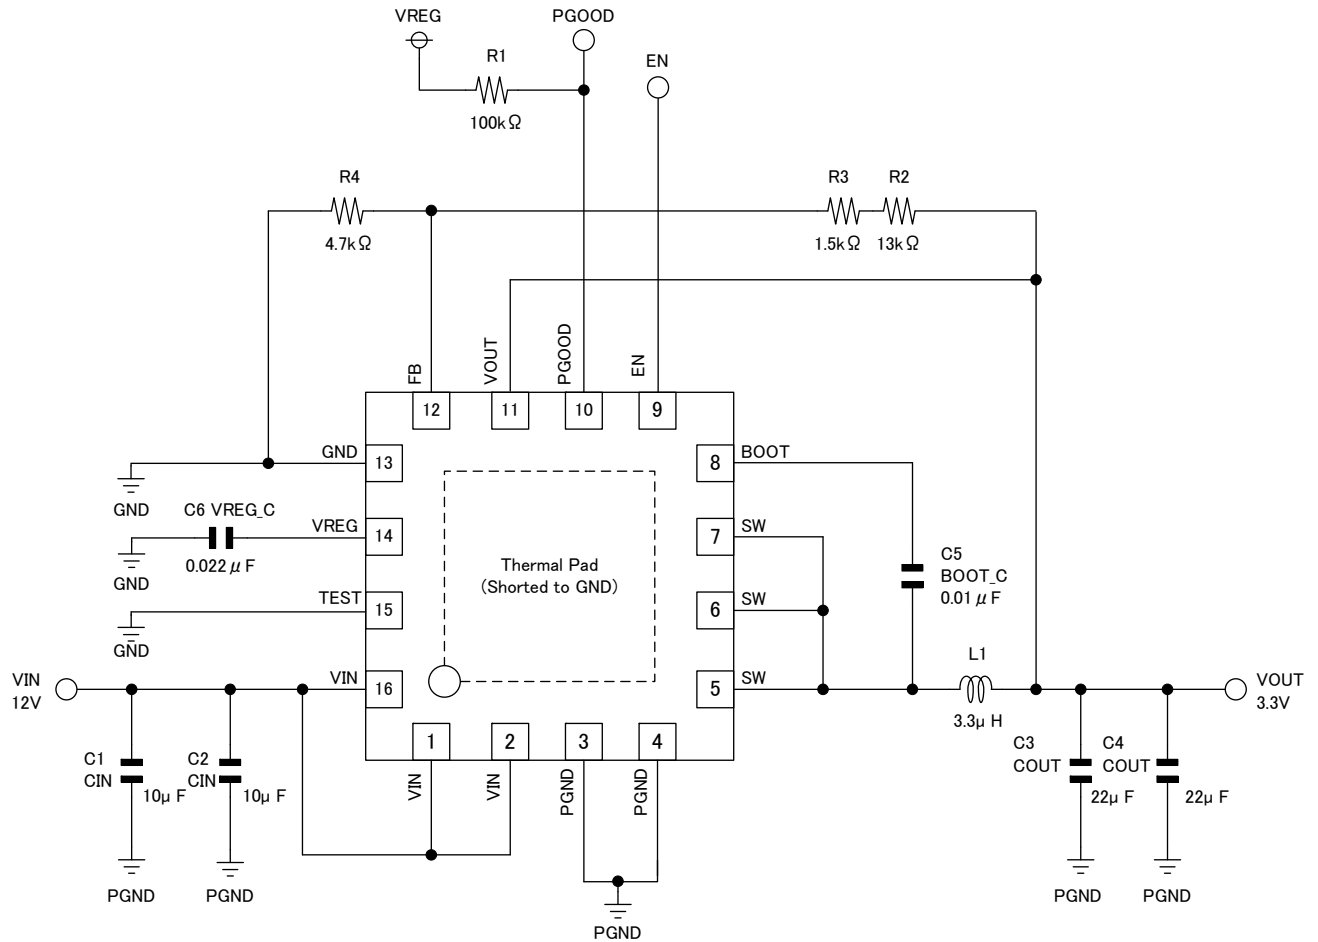 VREG
PGOOD
EN
R1
100kΩ
R4
4.7kΩ
R3
1.5kΩ
R2
13kΩ
FB
VOUT
PGOOD
EN
12
11
10
9
GND
13
GND
C6 VREG_C
0.022μF
GND
VREG
14
TEST
15
GND
VIN
12V
VIN
16
8
BOOT
7
SW
6
SW
5
SW
Thermal Pad
(Shorted to GND)
C5
BOOT_C
0.01μF
L1
3.3μH
VOUT
3.3V
1
2
3
4
VIN
VIN
PGND
PGND
C1
CIN
10μF
C2
CIN
10μF
C3
COUT
22μF
C4
COUT
22μF
PGND
PGND
PGND
PGND
PGND